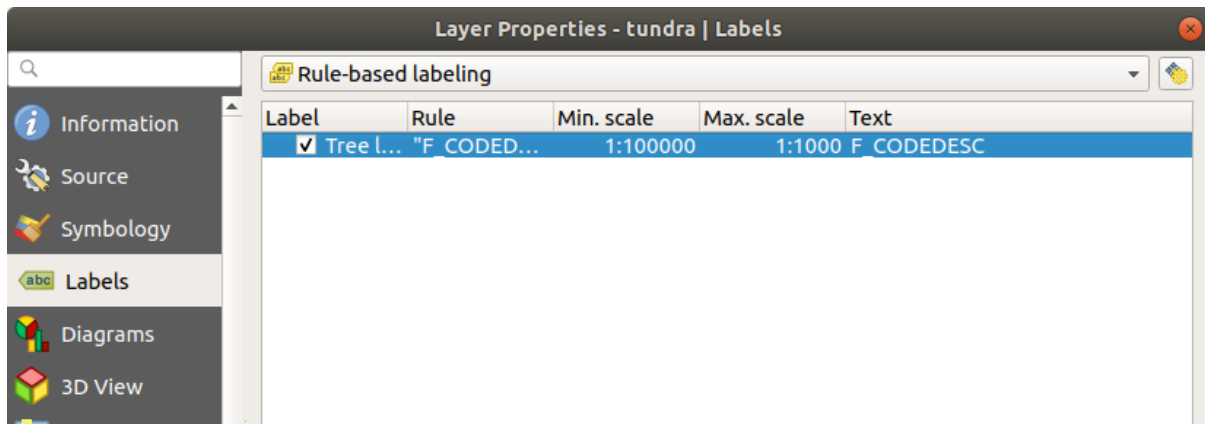 Layer Properties - tundra | Labels
Rule-based labeling
Information
Source
Symbology
abc Labels
Diagrams
3D View
Label Rule Min. scale Max. scale Text
Tree l... "F_CODED... 1:100000 1:1000 F_CODEDESC